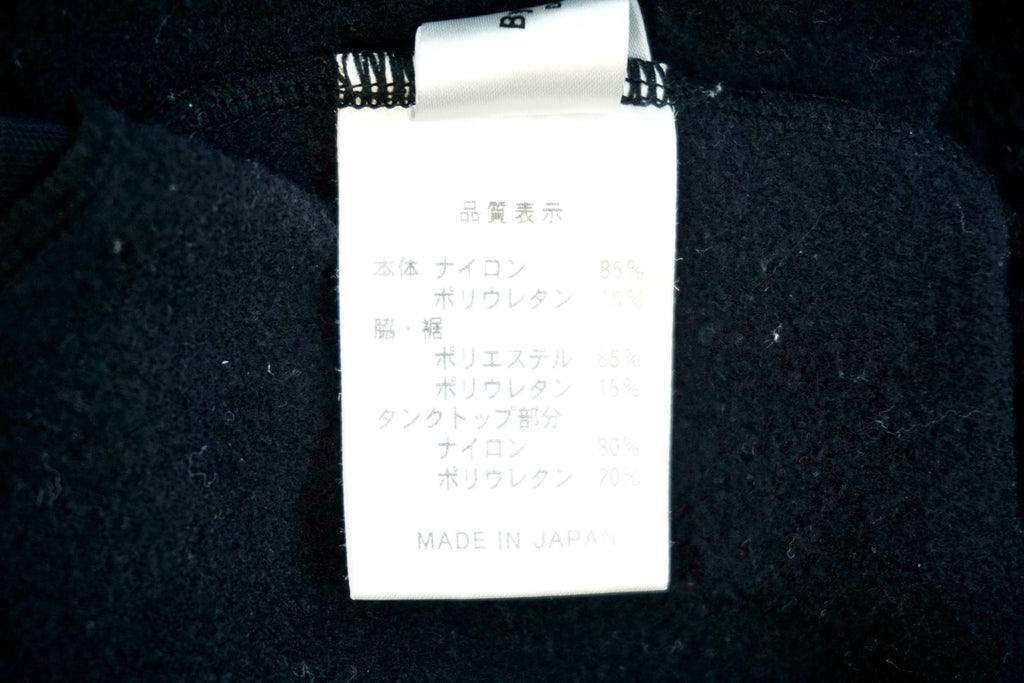 品質表示
本体 ナイロン 85%
ポリウレタン 15%
脇・裾
ポリエステル 85%
ポリウレタン 15%
タンクトップ部分
ナイロン 80%
ポリウレタン 20%
MADE IN JAPAN